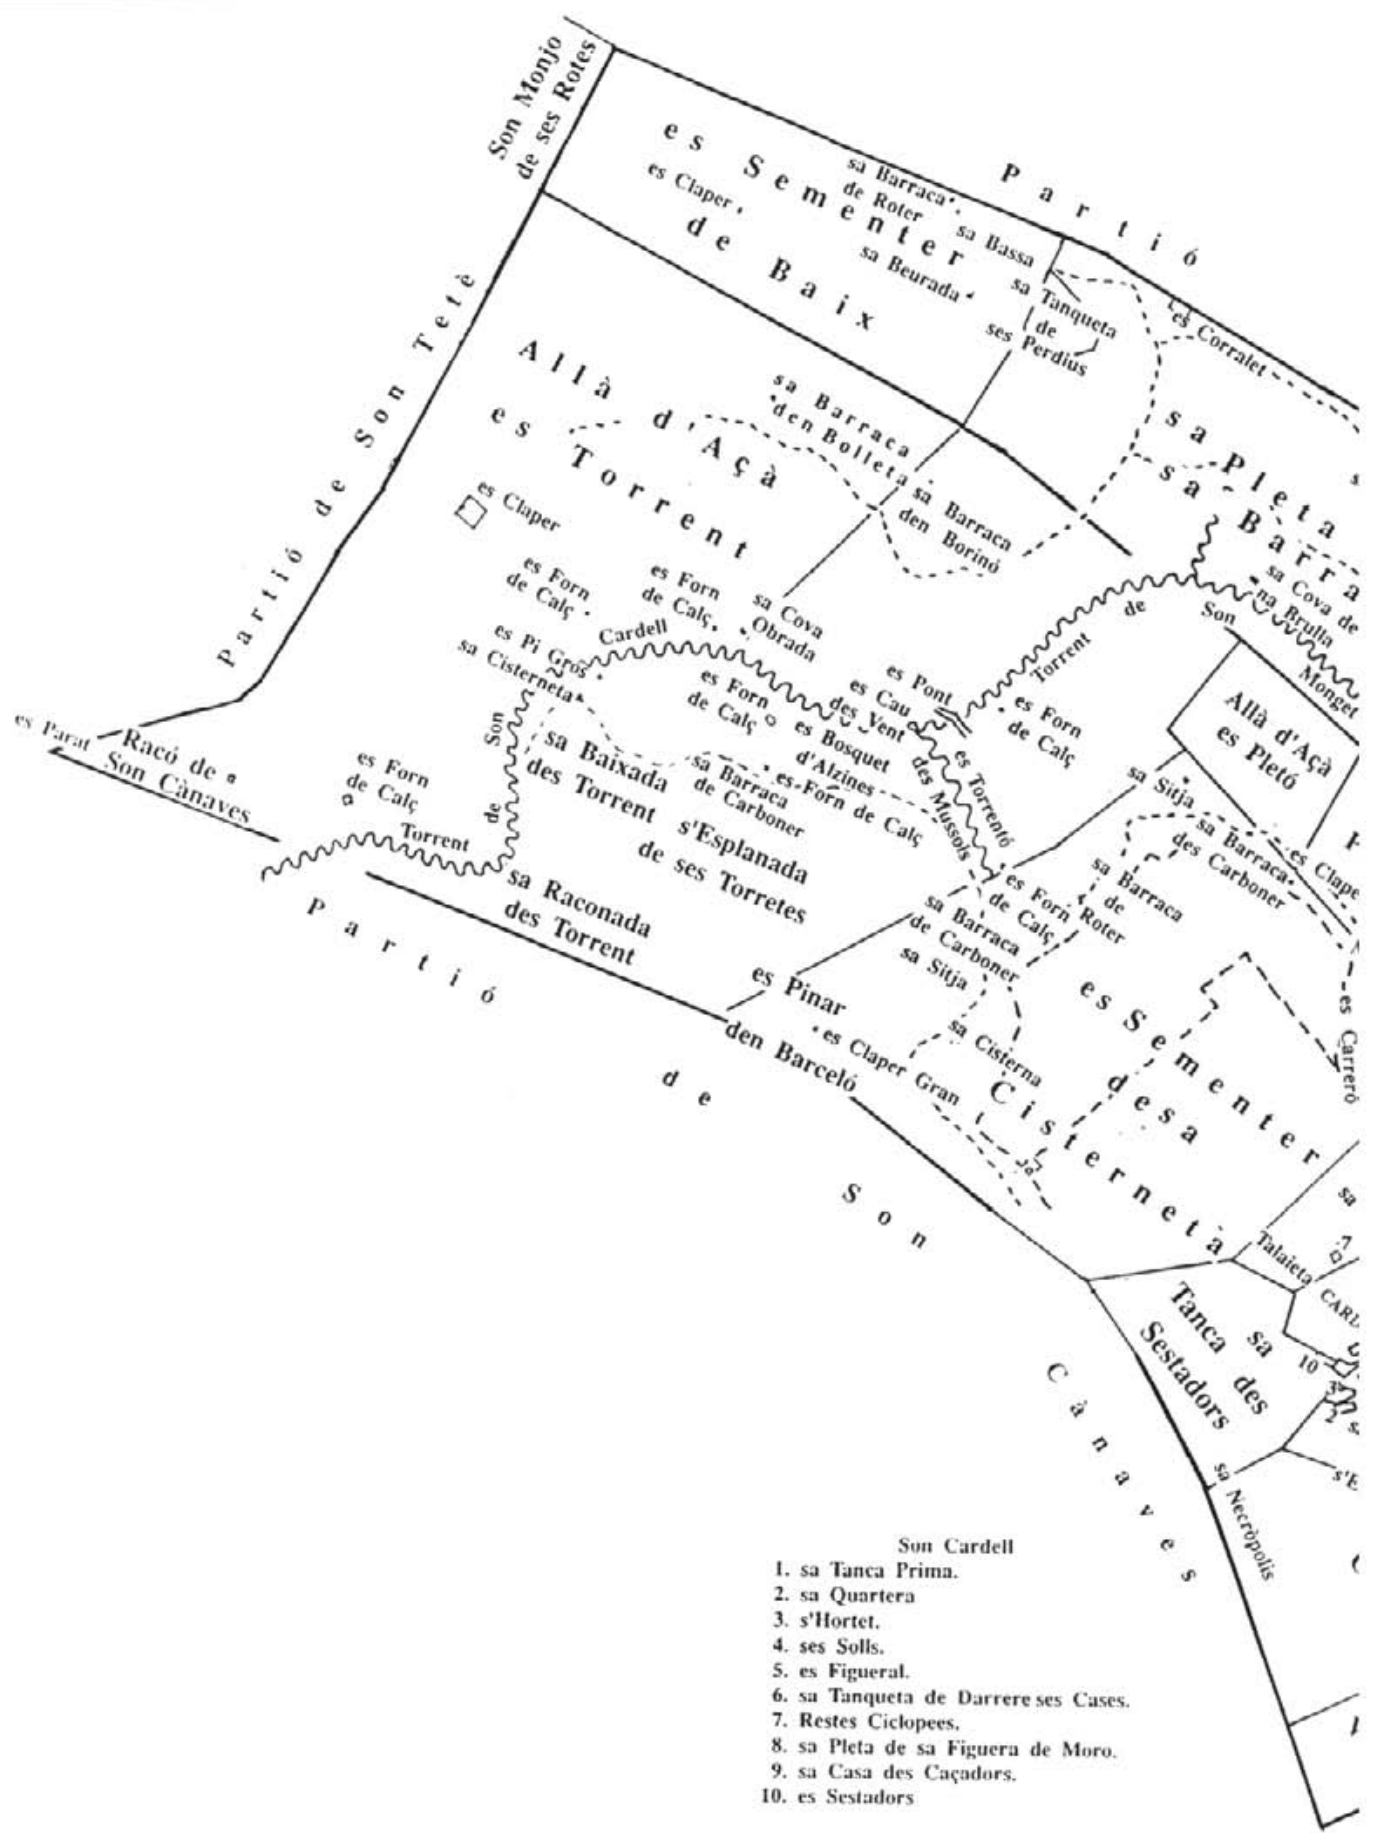 Son Monjo
de ses Rotes
Partió
es Sementer
de Baix
es Claper
sa Barraca
de Roter
sa Bassa
sa Beurada
sa Tanqueta
de
ses Perdius
es Corralet
Partió de Son Tetè
Allà d'Açà
es Torrent
sa Barraca
den Bolleta
sa Barraca
den Borinó
sa Pleta
sa Barra
es Claper
es Forn
de Calç
es Forn
de Calç
sa Cova
Obrada
sa Cova de
na Brulla
Torrent de Son Monget
es Pi Gros
sa Cisterneta
Cardell
es Forn
de Calç
es Pont
es Cau
des Vent
es Bosquet
d'Alzines
es Forn
de Calç
Allà d'Açà
es Pletó
es Parat
Racó de
Son Cànaves
es Forn
de Calç
Torrent de Son
sa Baixada
des Torrent
sa Barraca
de Carboner
es Forn de Calç
des Mussols
es Torrentó
sa Sitja
sa Barraca
des Carboner
es Clape
s'Esplanada
de ses Torretes
sa Raconada
des Torrent
es Forn
de Calç
sa Barraca
de
Roter
sa Barraca
de Carboner
sa Sitja
Partió de Son Cànaves
es Pinar
den Barceló
es Claper Gran
sa Cisterna
es Sementer
desa
Cisternetà
es Carreró
sa
Talaieta
7
CARD
Tanca sa
Sestadors des
10
3
2
s'E
sa Necròpolis
Son Cardell
1. sa Tanca Prima.
2. sa Quartera
3. s'Hortet.
4. ses Solls.
5. es Figueral.
6. sa Tanqueta de Darrere ses Cases.
7. Restes Ciclopees.
8. sa Pleta de sa Figuera de Moro.
9. sa Casa des Caçadors.
10. es Sestadors